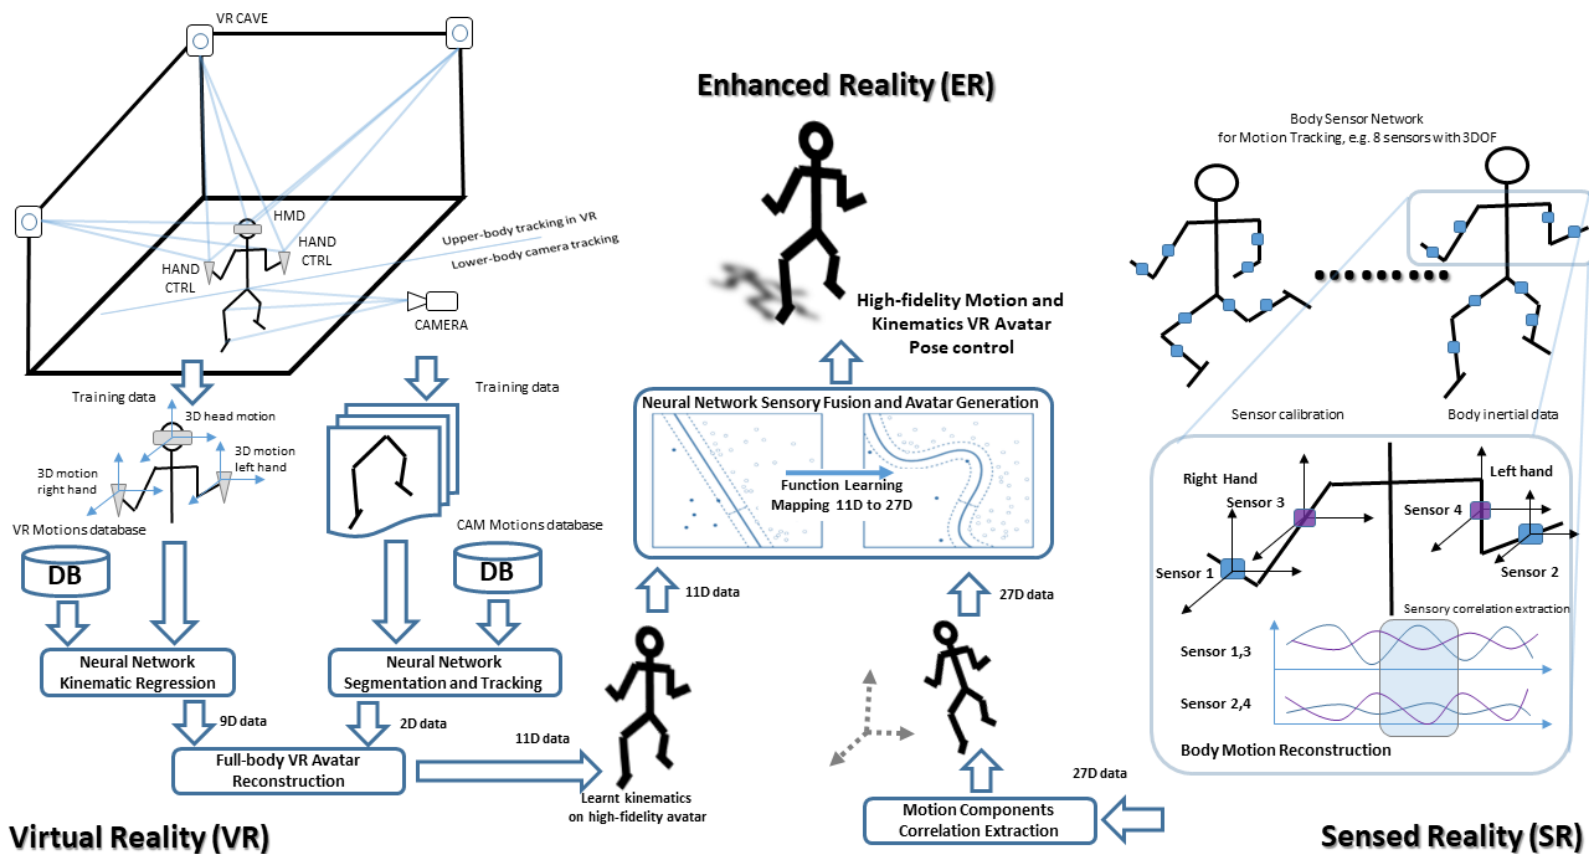 VR CAVE
HMD
HAND
CTRL
HAND
CTRL
Upper-body tracking in VR
Lower-body camera tracking
CAMERA
Training data
3D head motion
3D motion
left hand
3D motion
right hand
VR Motions database
DB
Training data
CAM Motions database
DB
Neural Network
Kinematic Regression
Neural Network
Segmentation and Tracking
9D data
2D data
Full-body VR Avatar
Reconstruction
11D data
Learnt kinematics
on high-fidelity avatar
Virtual Reality (VR)
Enhanced Reality (ER)
High-fidelity Motion and
Kinematics VR Avatar
Pose control
Neural Network Sensory Fusion and Avatar Generation
Function Learning
Mapping 11D to 27D
11D data
27D data
Motion Components
Correlation Extraction
27D data
Body Sensor Network
for Motion Tracking, e.g. 8 sensors with 3DOF
Sensor calibration
Body inertial data
Right Hand
Sensor 3
Sensor 1
Left hand
Sensor 4
Sensor 2
Sensory correlation extraction
Sensor 1,3
Sensor 2,4
Body Motion Reconstruction
Sensed Reality (SR)